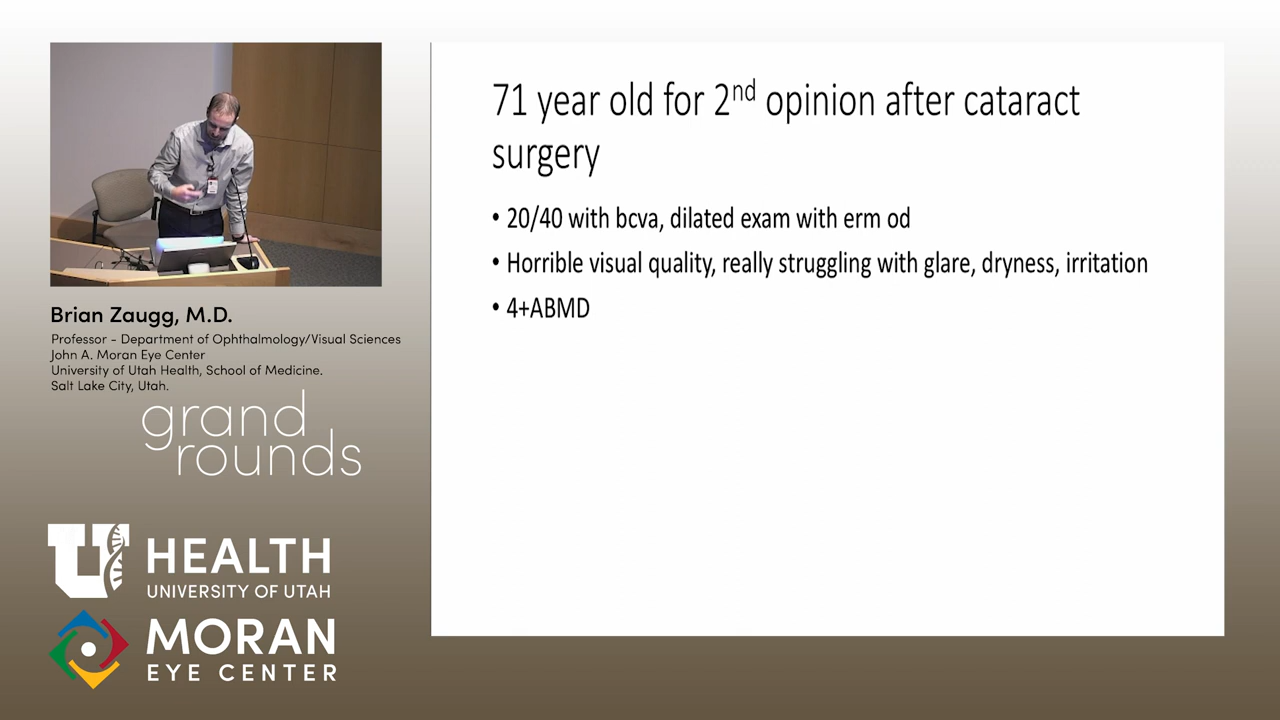 71 year old for 2nd opinion after cataract
surgery
• 20/40 with bcva, dilated exam with erm od
• Horrible visual quality, really struggling with glare, dryness, irritation
• 4+ABMD
Brian Zaugg, M.D.
Professor - Department of Ophthalmology/Visual Sciences
John A. Moran Eye Center
University of Utah Health, School of Medicine.
Salt Lake City, Utah.
grand
rounds
U HEALTH
UNIVERSITY OF UTAH
MORAN
EYE CENTER